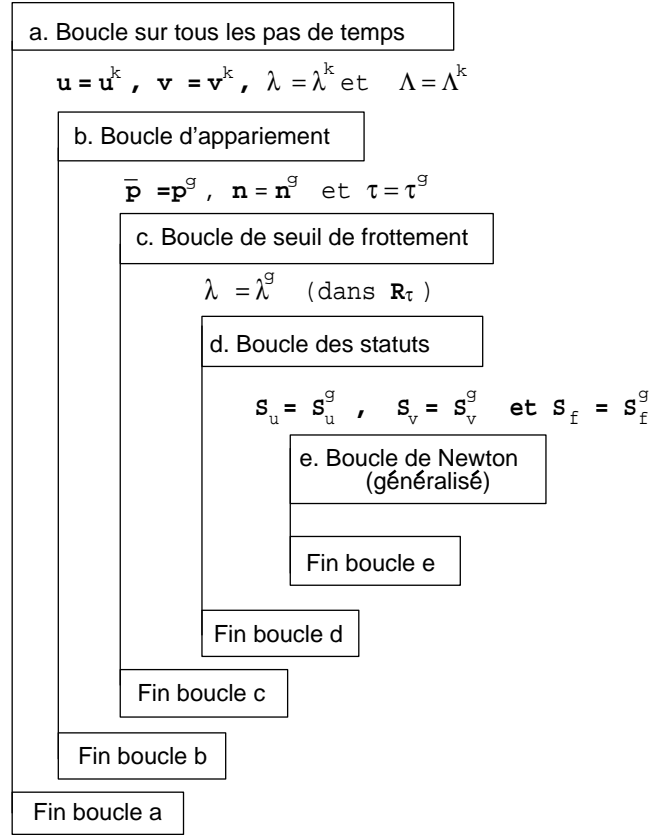 a. Boucle sur tous les pas de temps
u = u^k , v = v^k , λ = λ^k et Λ = Λ^k
b. Boucle d'appariement
p̅ = p^g , n = n^g et τ = τ^g
c. Boucle de seuil de frottement
λ = λ^g (dans R_τ )
d. Boucle des statuts
S_u = S_u^g , S_v = S_v^g et S_f = S_f^g
e. Boucle de Newton
(généralisé)
Fin boucle e
Fin boucle d
Fin boucle c
Fin boucle b
Fin boucle a